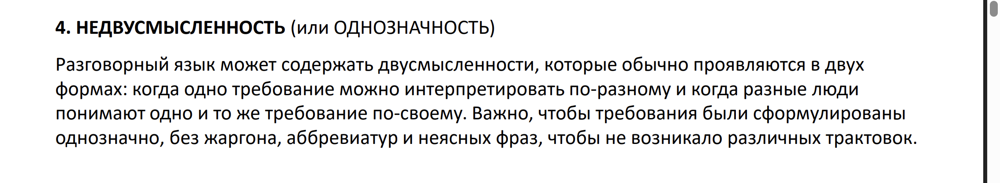 4. НЕДВУСМЫСЛЕННОСТЬ (или ОДНОЗНАЧНОСТЬ)
Разговорный язык может содержать двусмысленности, которые обычно проявляются в двух
формах: когда одно требование можно интерпретировать по-разному и когда разные люди
понимают одно и то же требование по-своему. Важно, чтобы требования были сформулированы
однозначно, без жаргона, аббревиатур и неясных фраз, чтобы не возникало различных трактовок.